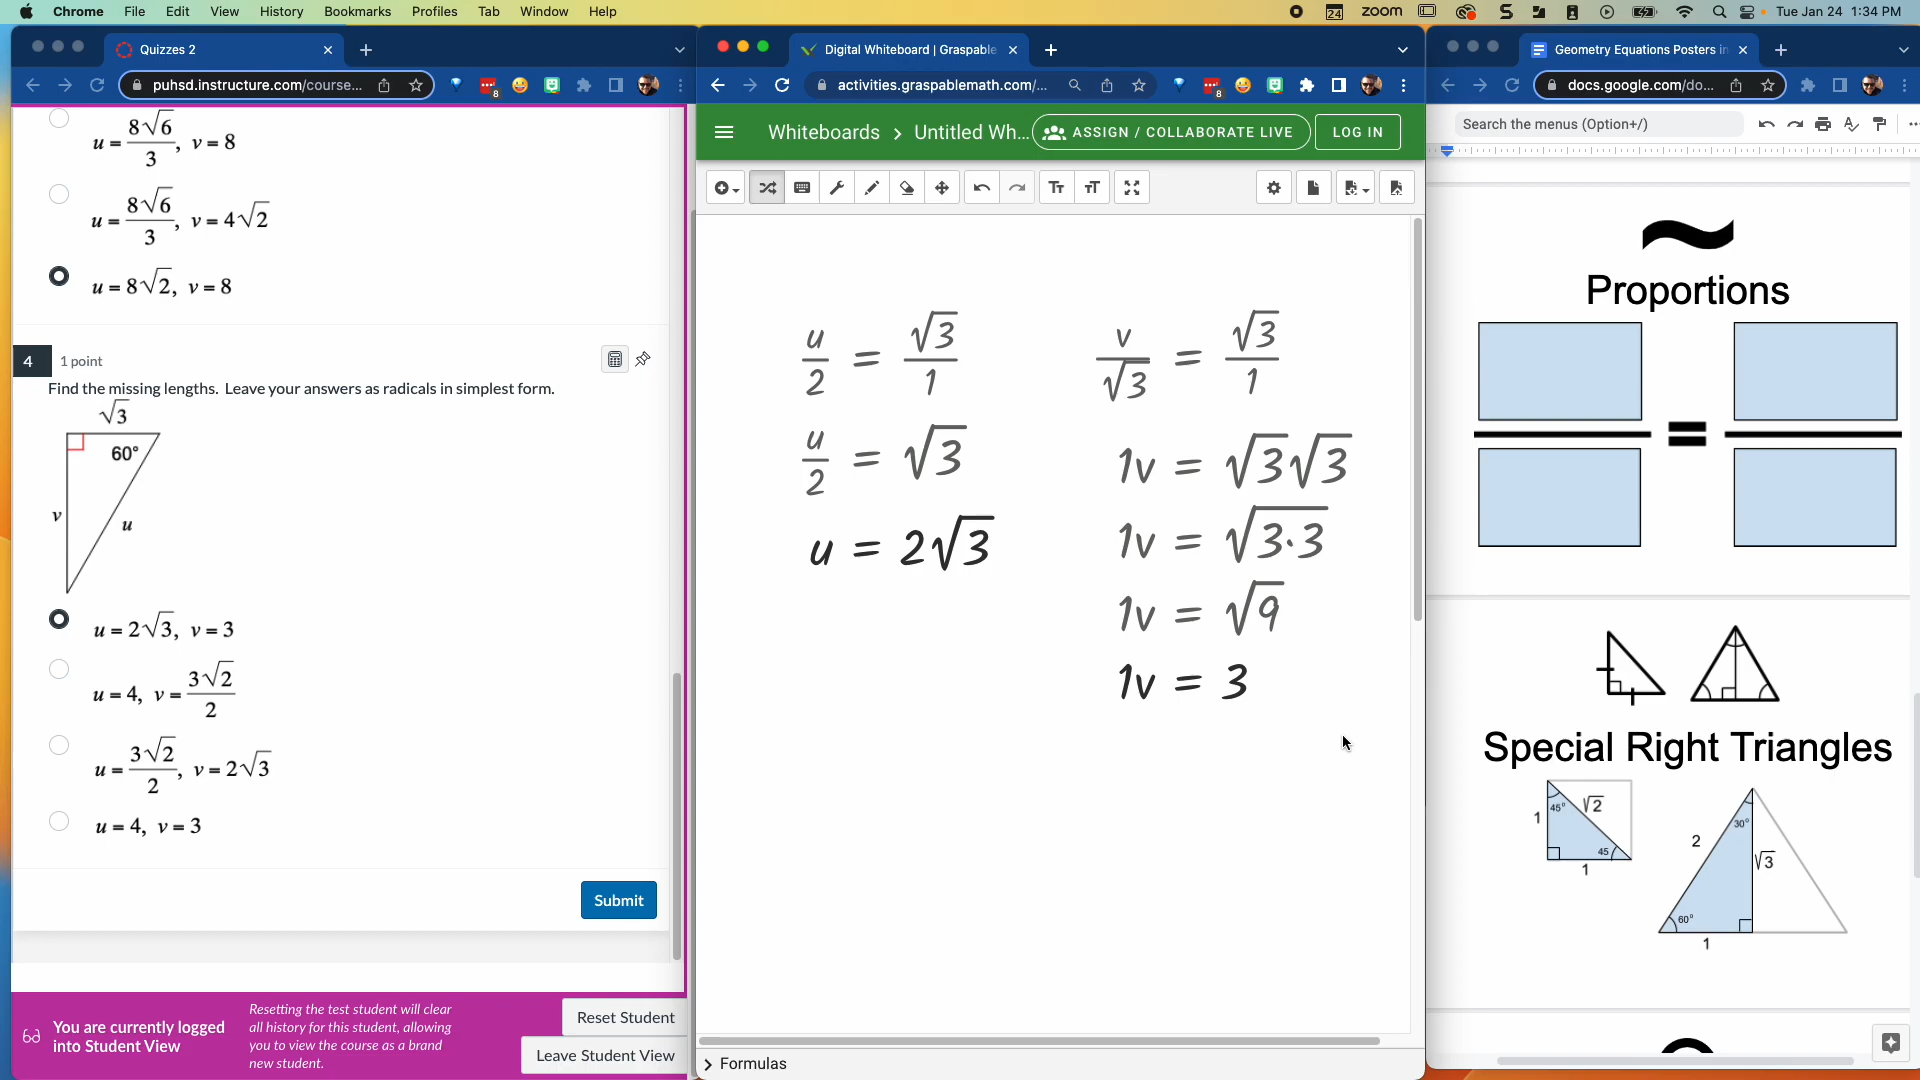 Chrome File Edit View History Bookmarks Profiles Tab Window Help
24 zoom Tue Jan 24 1:34 PM
Quizzes 2
puhsd.instructure.com/course...
8
u = 8√6/3, v = 8
u = 8√6/3, v = 4√2
u = 8√2, v = 8
4 1 point
Find the missing lengths. Leave your answers as radicals in simplest form.
√3
60°
v
u
u = 2√3, v = 3
u = 4, v = 3√2/2
u = 3√2/2, v = 2√3
u = 4, v = 3
Submit
You are currently logged
into Student View
Resetting the test student will clear
all history for this student, allowing
you to view the course as a brand
new student.
Reset Student
Leave Student View
Digital Whiteboard | Graspable
activities.graspablemath.com/...
8
Whiteboards > Untitled Wh...
ASSIGN / COLLABORATE LIVE
LOG IN
u/2 = √3/1
u/2 = √3
u = 2√3
v/√3 = √3/1
1v = √3√3
1v = √3·3
1v = √9
1v = 3
Formulas
Geometry Equations Posters in
docs.google.com/do...
Search the menus (Option+/)
Proportions
=
Special Right Triangles
45°
√2
1
45
1
30°
2
√3
60°
1